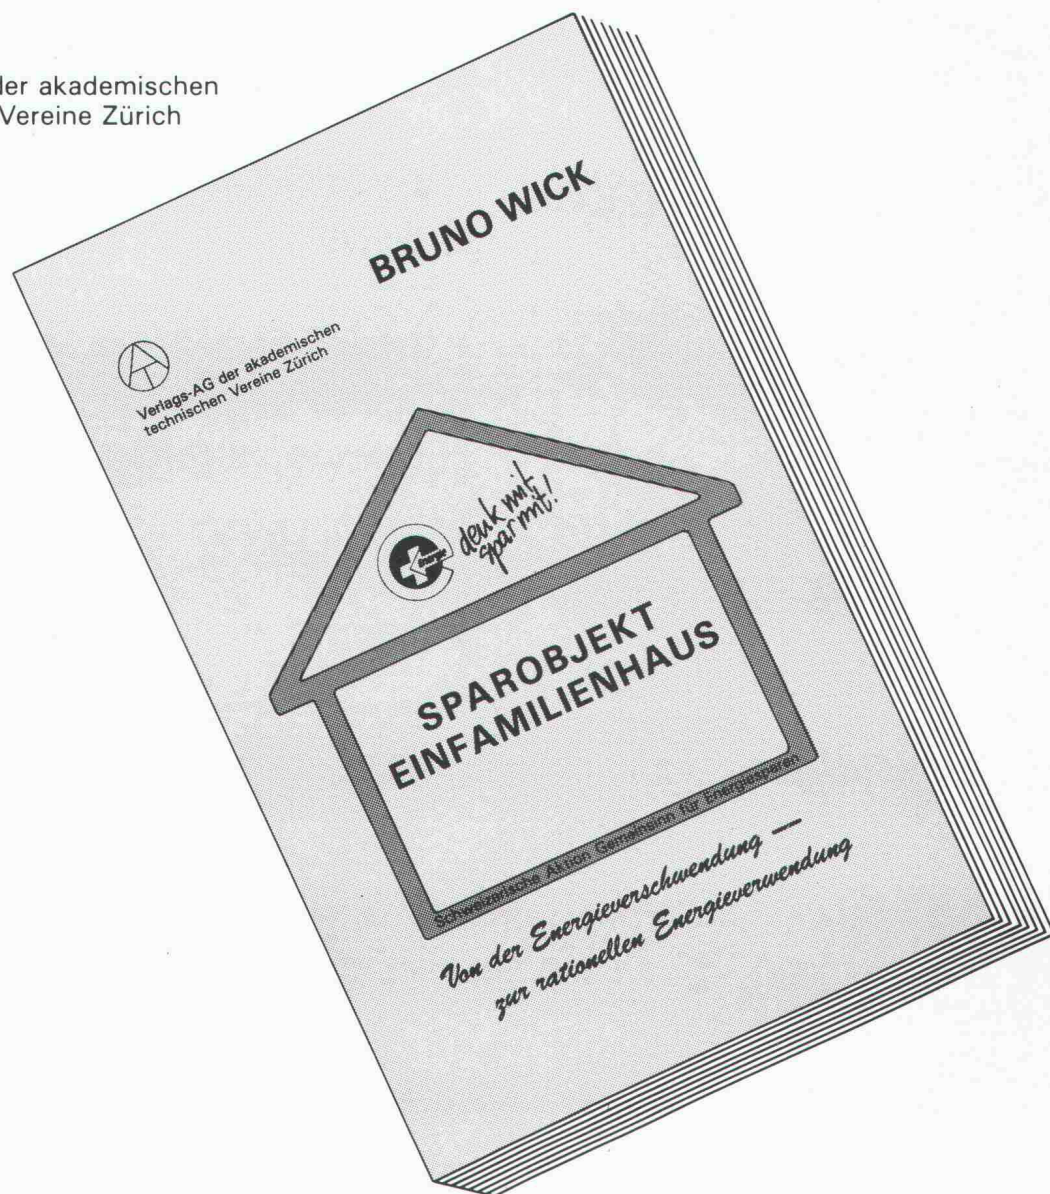 der akademischen
Vereine Zürich
BRUNO WICK
Verlags-AG der akademischen
technischen Vereine Zürich
denk mit,
spar mit!
SPAROBJEKT
EINFAMILIENHAUS
Schweizerische Aktion Gemeinsinn für Energiesparen
Von der Energieverschwendung —
zur rationellen Energieverwendung